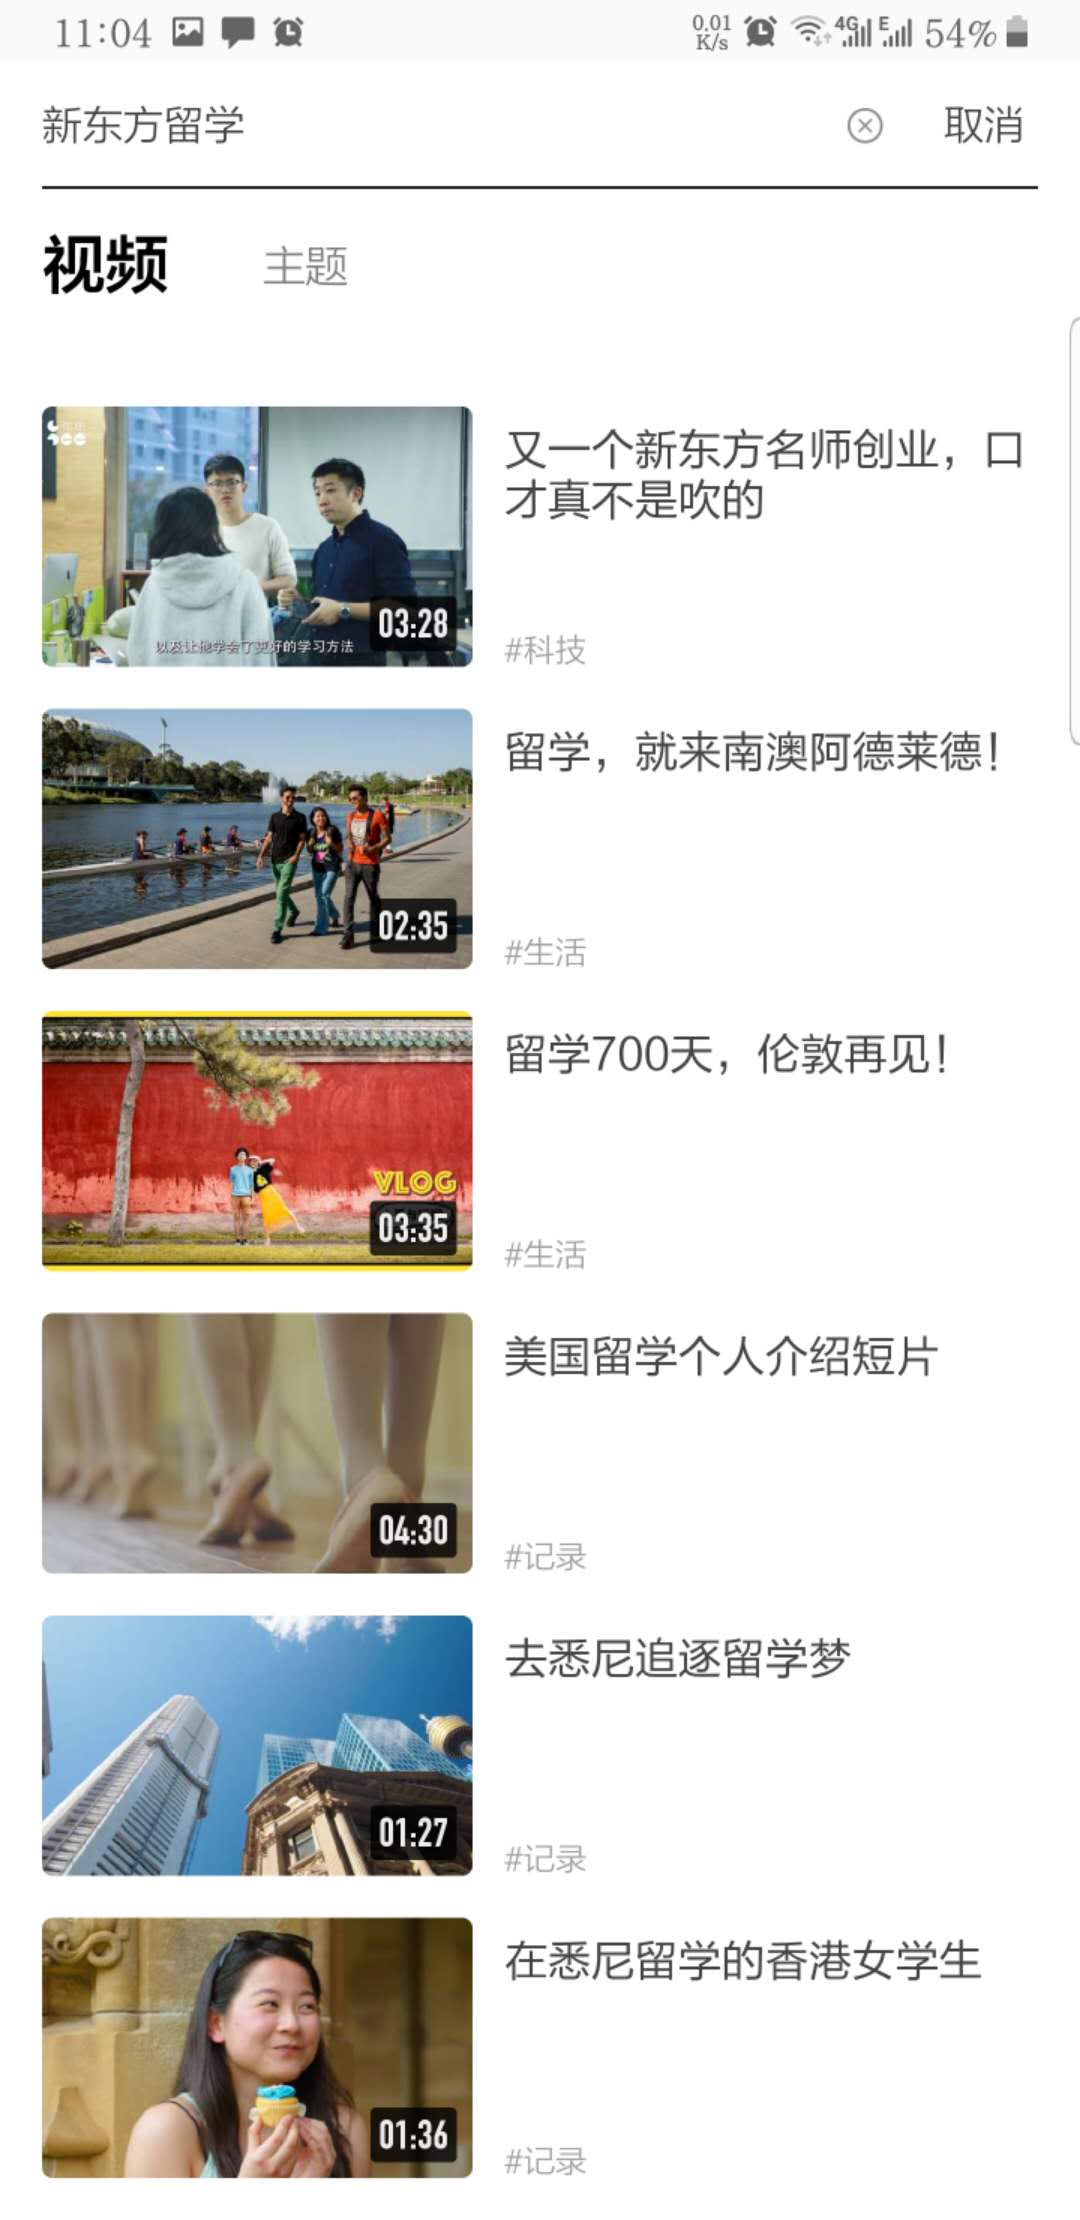 11:04
0.01
K/s
4G
E
54%
新东方留学
取消
视频
主题
又一个新东方名师创业，口
才真不是吹的
以及让他学会了更好的学习方法
03:28
#科技
留学，就来南澳阿德莱德！
02:35
#生活
留学700天，伦敦再见！
VLOG
03:35
#生活
美国留学个人介绍短片
04:30
#记录
去悉尼追逐留学梦
01:27
#记录
在悉尼留学的香港女学生
01:36
#记录